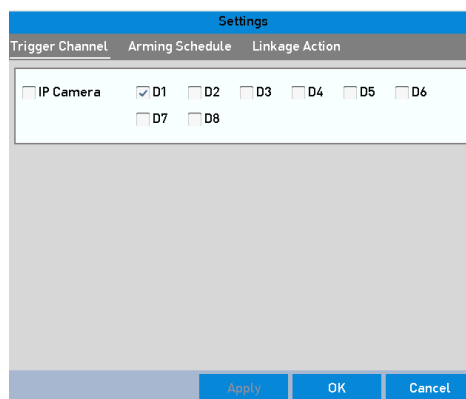 Settings
Trigger Channel Arming Schedule Linkage Action
IP Camera D1 D2 D3 D4 D5 D6
D7 D8
Apply OK Cancel